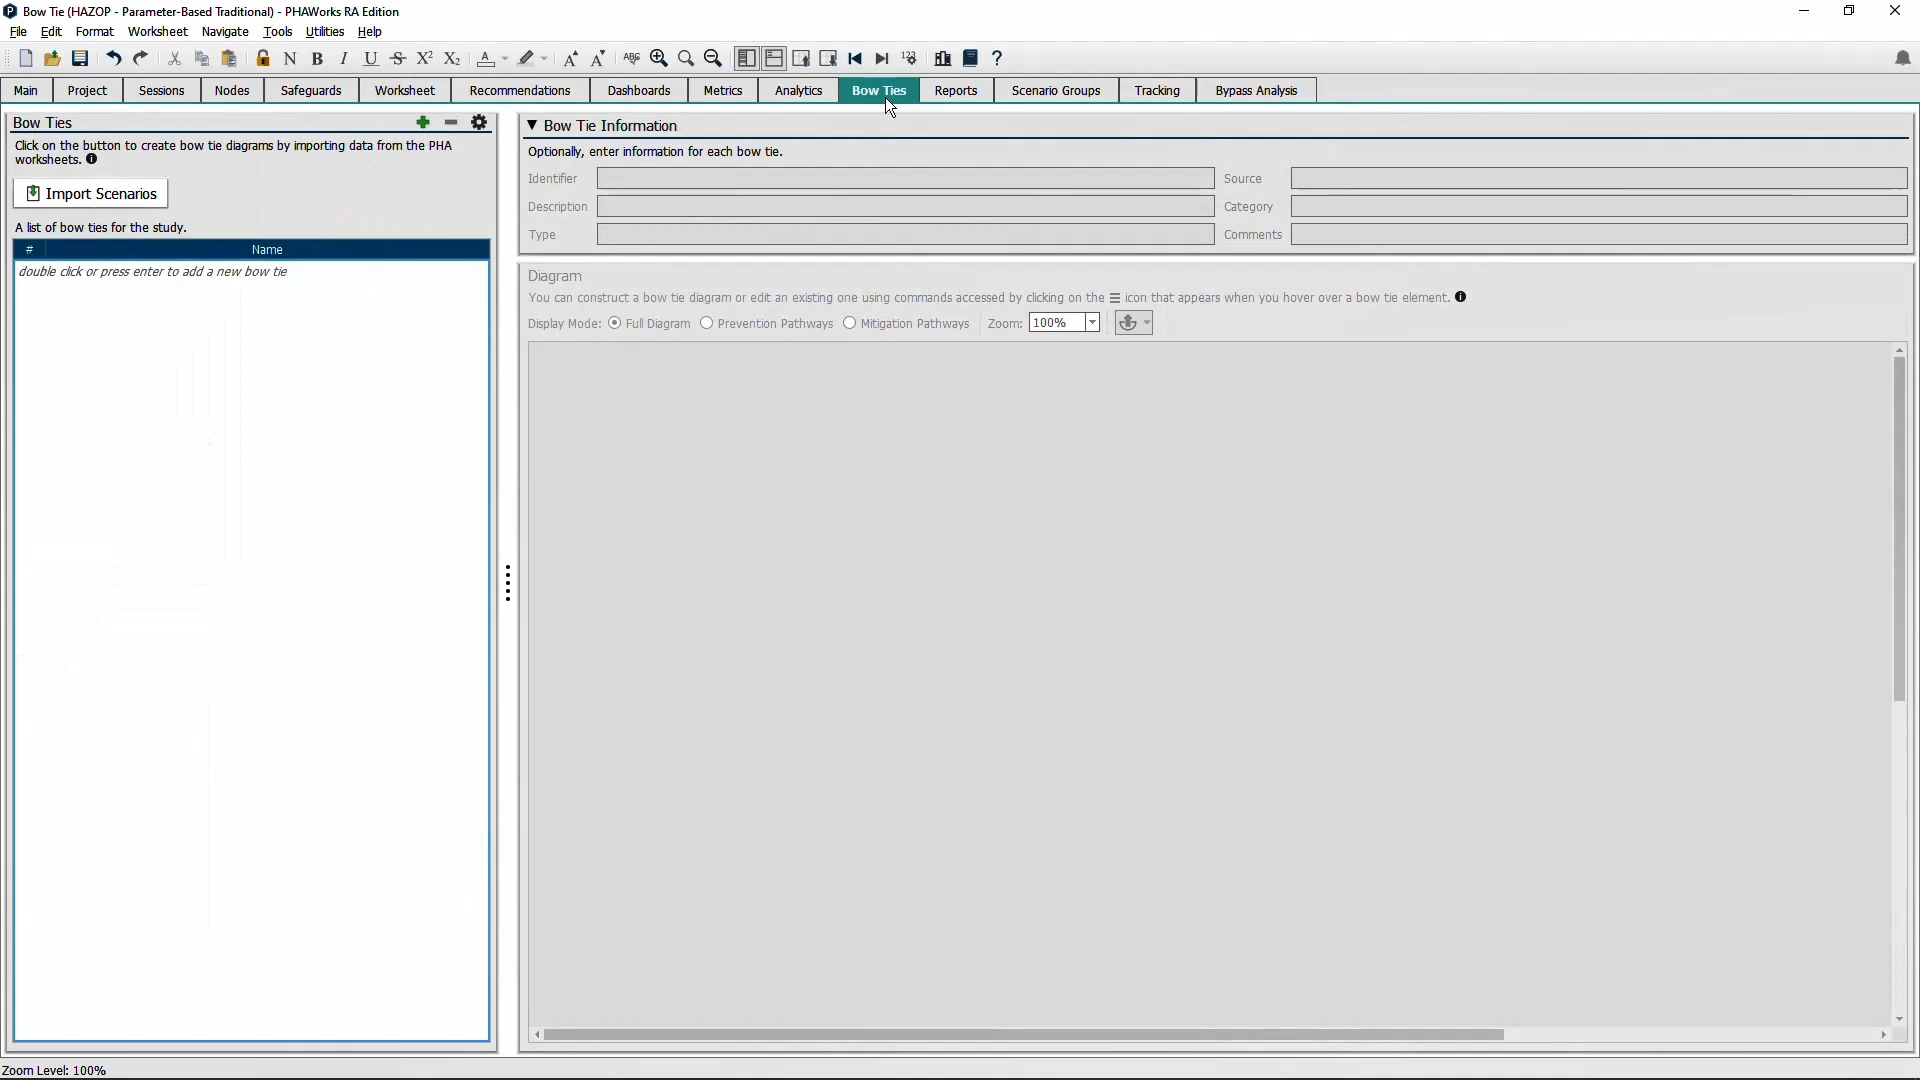 Bow Tie (HAZOP - Parameter-Based Traditional) - PHAWorks RA Edition
File Edit Format Worksheet Navigate Tools Utilities Help
N B I U S X² X₂ A ABC 123 ?
Main Project Sessions Nodes Safeguards Worksheet Recommendations Dashboards Metrics Analytics Bow Ties Reports Scenario Groups Tracking Bypass Analysis
Bow Ties
Click on the button to create bow tie diagrams by importing data from the PHA
worksheets.
Import Scenarios
A list of bow ties for the study.
# Name
double click or press enter to add a new bow tie
Bow Tie Information
Optionally, enter information for each bow tie.
Identifier Source
Description Category
Type Comments
Diagram
You can construct a bow tie diagram or edit an existing one using commands accessed by clicking on the ☰ icon that appears when you hover over a bow tie element.
Display Mode: Full Diagram Prevention Pathways Mitigation Pathways Zoom: 100%
Zoom Level: 100%